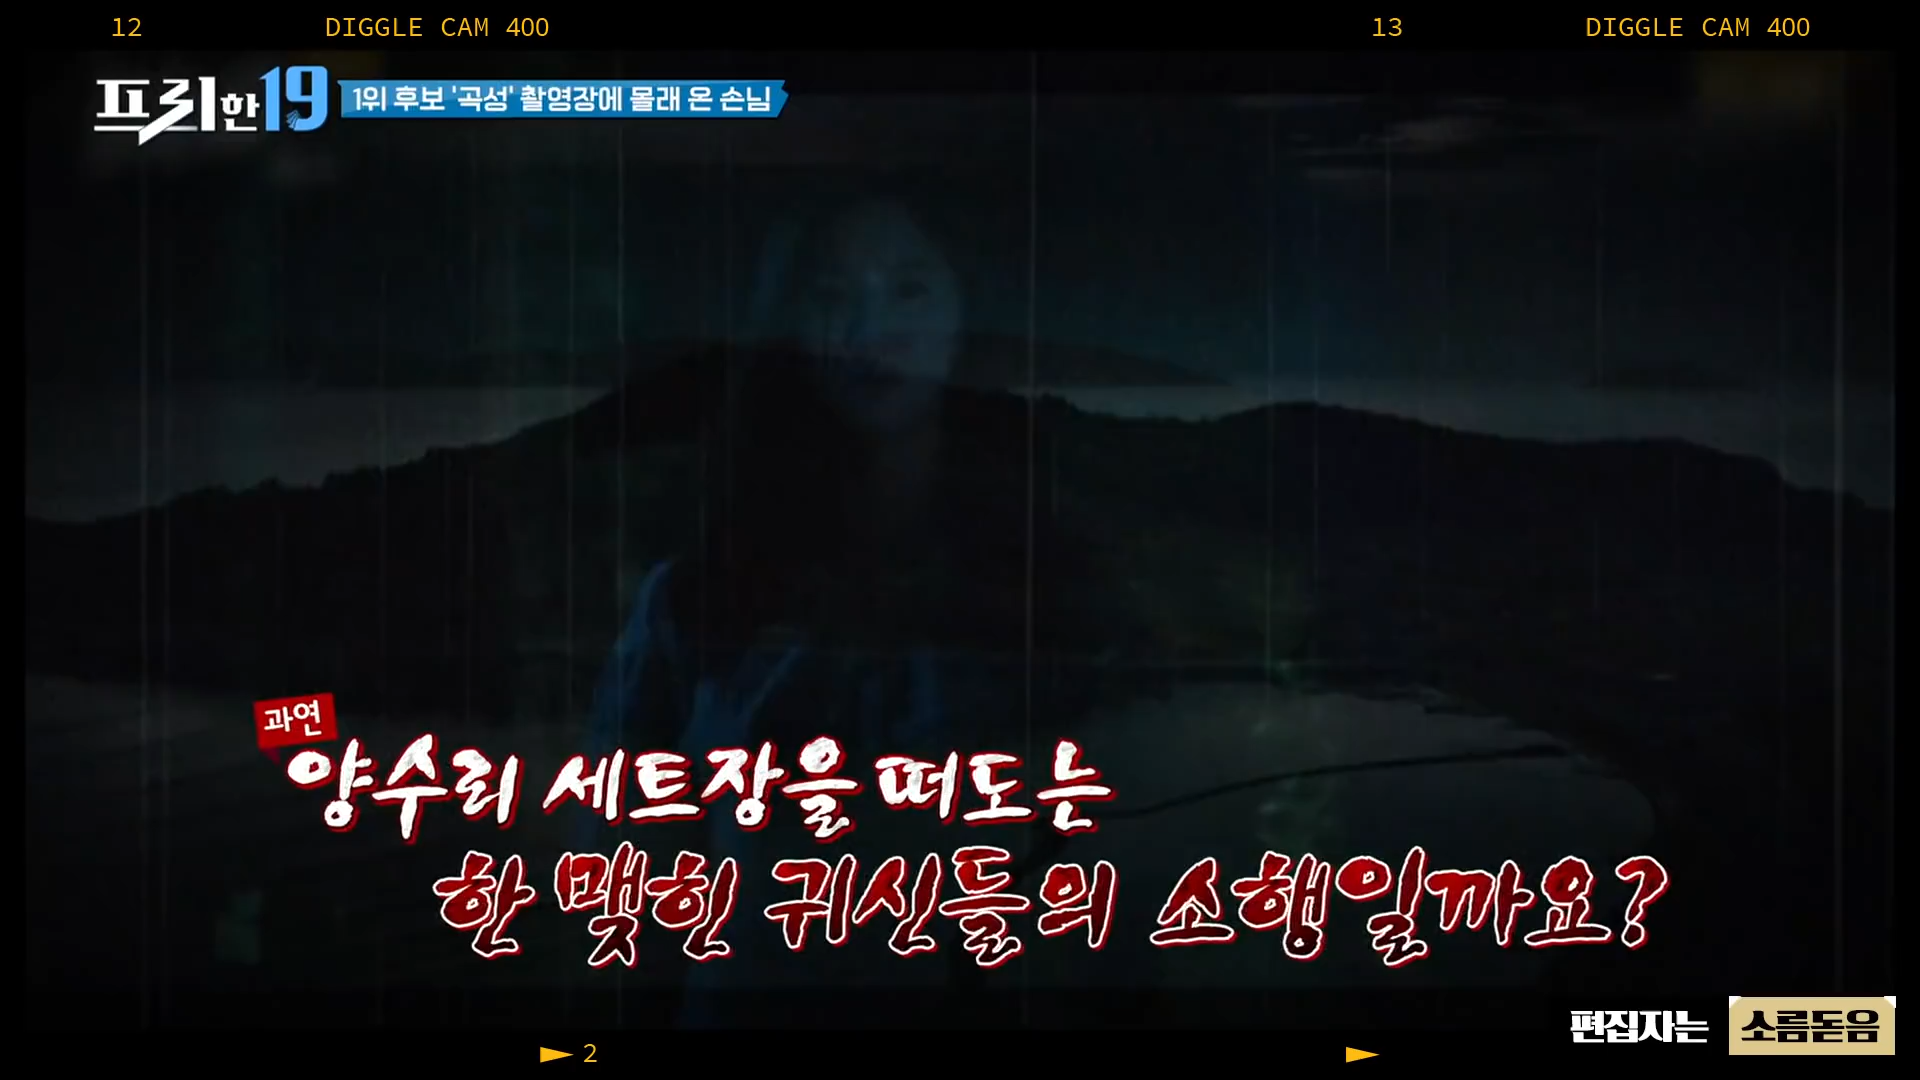 12 DIGGLE CAM 400 13 DIGGLE CAM 400
프리한19 1위 후보 '곡성' 촬영장에 몰래 온 손님
과연
양수리 세트장을 떠도는
한 맺힌 귀신들의 소행일까요?
편집자는 소름돋음
2